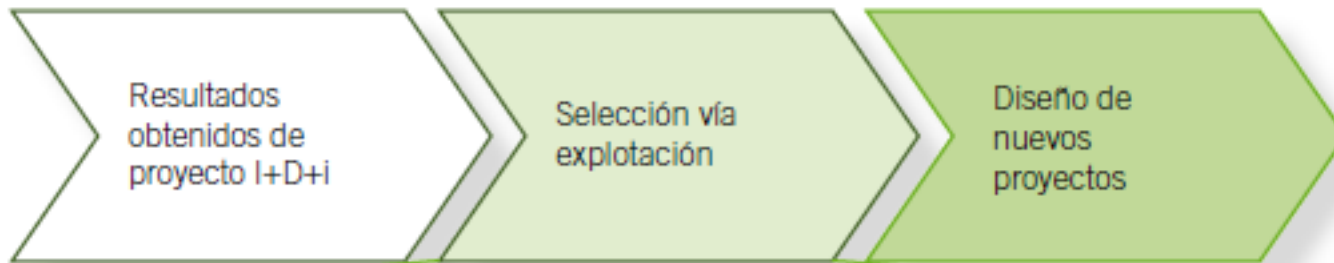 Resultados
obtenidos de
proyecto I+D+i
Selección vía
explotación
Diseño de
nuevos
proyectos